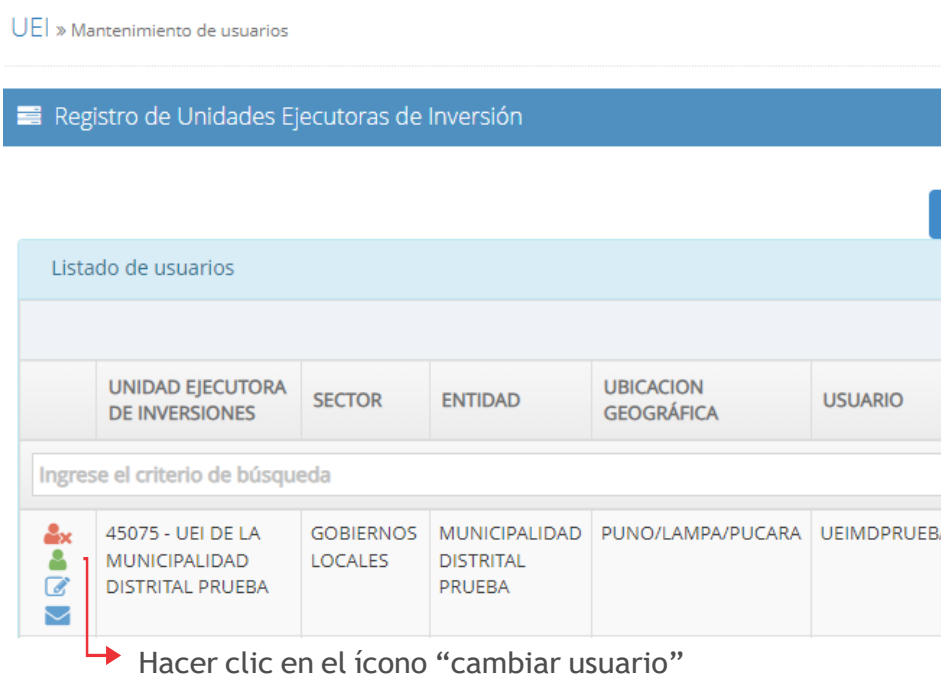 UEI » Mantenimiento de usuarios
Registro de Unidades Ejecutoras de Inversión
Listado de usuarios
UNIDAD EJECUTORA DE INVERSIONES SECTOR ENTIDAD UBICACION GEOGRÁFICA USUARIO
Ingrese el criterio de búsqueda
45075 - UEI DE LA MUNICIPALIDAD DISTRITAL PRUEBA GOBIERNOS LOCALES MUNICIPALIDAD DISTRITAL PRUEBA PUNO/LAMPA/PUCARA UEIMDPRUEBA
Hacer clic en el ícono “cambiar usuario”